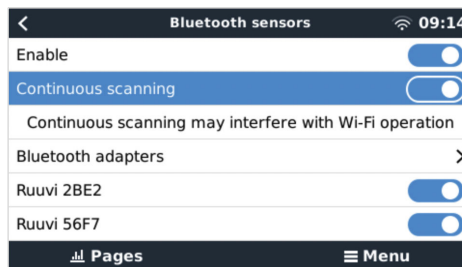 Bluetooth sensors 09:14
Enable
Continuous scanning
Continuous scanning may interfere with Wi-Fi operation
Bluetooth adapters
Ruuvi 2BE2
Ruuvi 56F7
Pages Menu